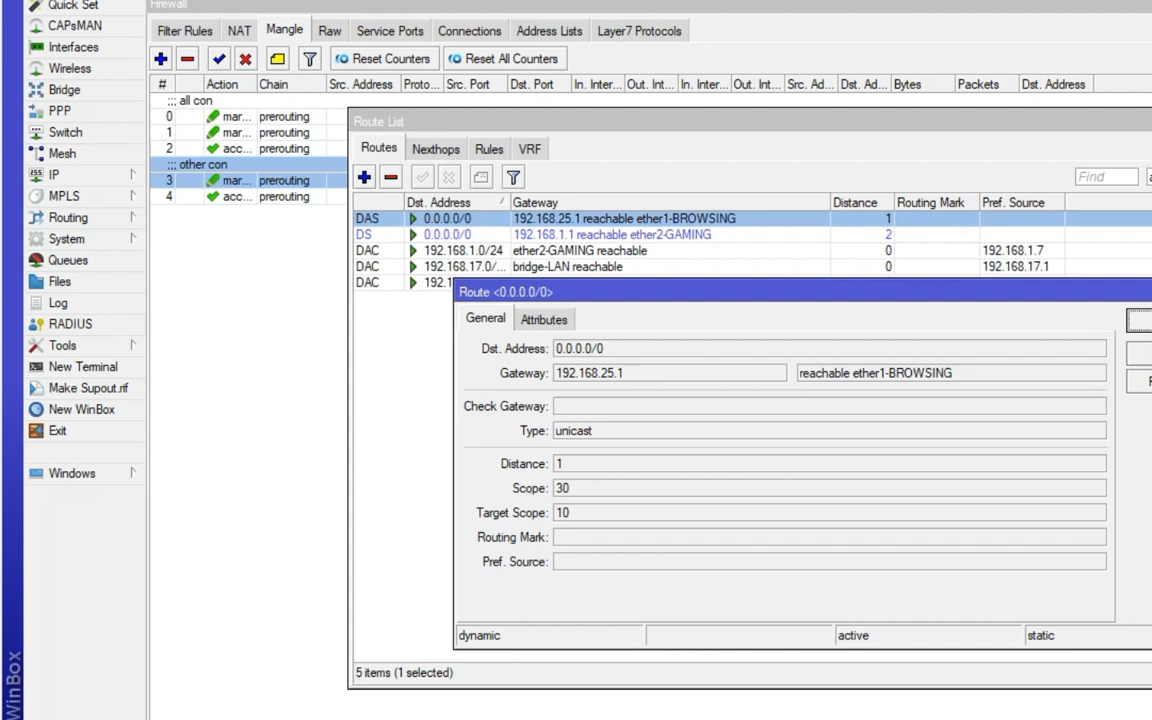 Quick Set
CAPsMAN
Interfaces
Wireless
Bridge
PPP
Switch
Mesh
IP
MPLS
Routing
System
Queues
Files
Log
RADIUS
Tools
New Terminal
Make Supout.rif
New WinBox
Exit
Windows
WinBox
Firewall
Filter Rules NAT Mangle Raw Service Ports Connections Address Lists Layer7 Protocols
Reset Counters Reset All Counters
# Action Chain Src. Address Proto... Src. Port Dst. Port In. Inter... Out. Int... In. Inter... Out. Int... Src. Ad... Dst. Ad... Bytes Packets Dst. Address
;;; all con
0 mar... prerouting
1 mar... prerouting
2 acc... prerouting
;;; other con
3 mar... prerouting
4 acc... prerouting
Route List
Routes Nexthops Rules VRF
Find
Dst. Address Gateway Distance Routing Mark Pref. Source
DAS 0.0.0.0/0 192.168.25.1 reachable ether1-BROWSING 1
DS 0.0.0.0/0 192.168.1.1 reachable ether2-GAMING 2
DAC 192.168.1.0/24 ether2-GAMING reachable 0 192.168.1.7
DAC 192.168.17.0/... bridge-LAN reachable 0 192.168.17.1
DAC 192.1
Route <0.0.0.0/0>
General Attributes
Dst. Address: 0.0.0.0/0
Gateway: 192.168.25.1 reachable ether1-BROWSING
Check Gateway:
Type: unicast
Distance: 1
Scope: 30
Target Scope: 10
Routing Mark:
Pref. Source:
dynamic active static
5 items (1 selected)